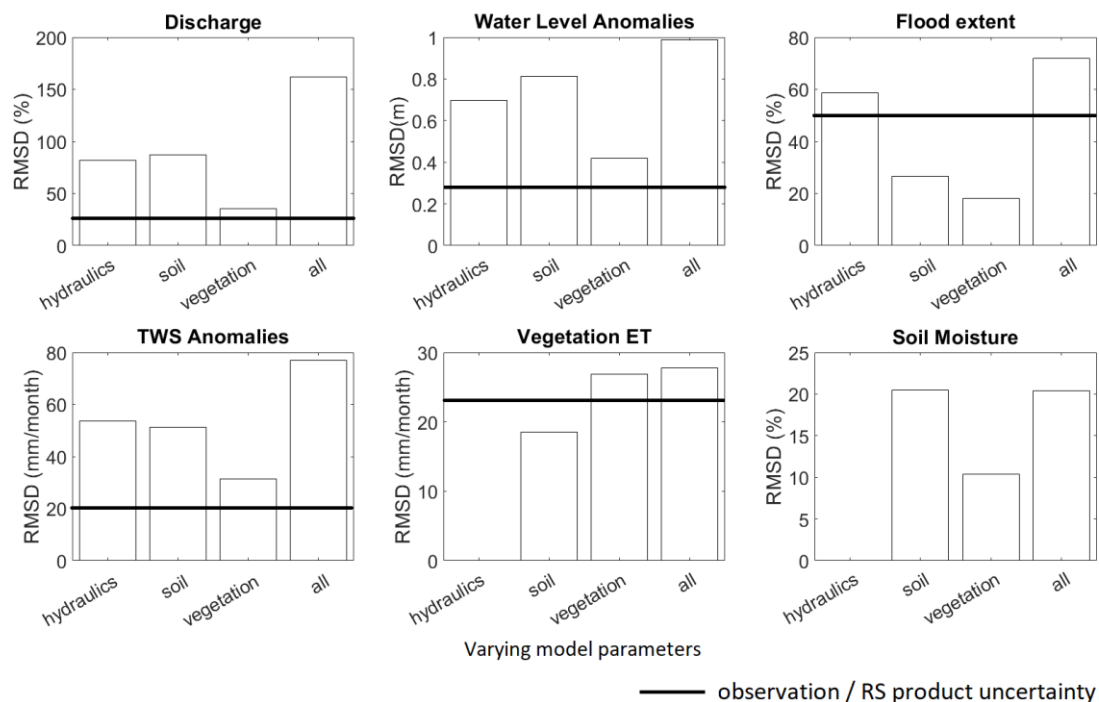 Discharge
RMSD (%)
200
150
100
50
0
hydraulics
soil
vegetation
all
Water Level Anomalies
RMSD(m)
1
0.8
0.6
0.4
0.2
0
hydraulics
soil
vegetation
all
Flood extent
RMSD (%)
80
60
40
20
0
hydraulics
soil
vegetation
all
TWS Anomalies
RMSD (mm/month)
80
60
40
20
0
hydraulics
soil
vegetation
all
Vegetation ET
RMSD (mm/month)
30
20
10
0
hydraulics
soil
vegetation
all
Soil Moisture
RMSD (%)
25
20
15
10
5
0
hydraulics
soil
vegetation
all
Varying model parameters
observation / RS product uncertainty